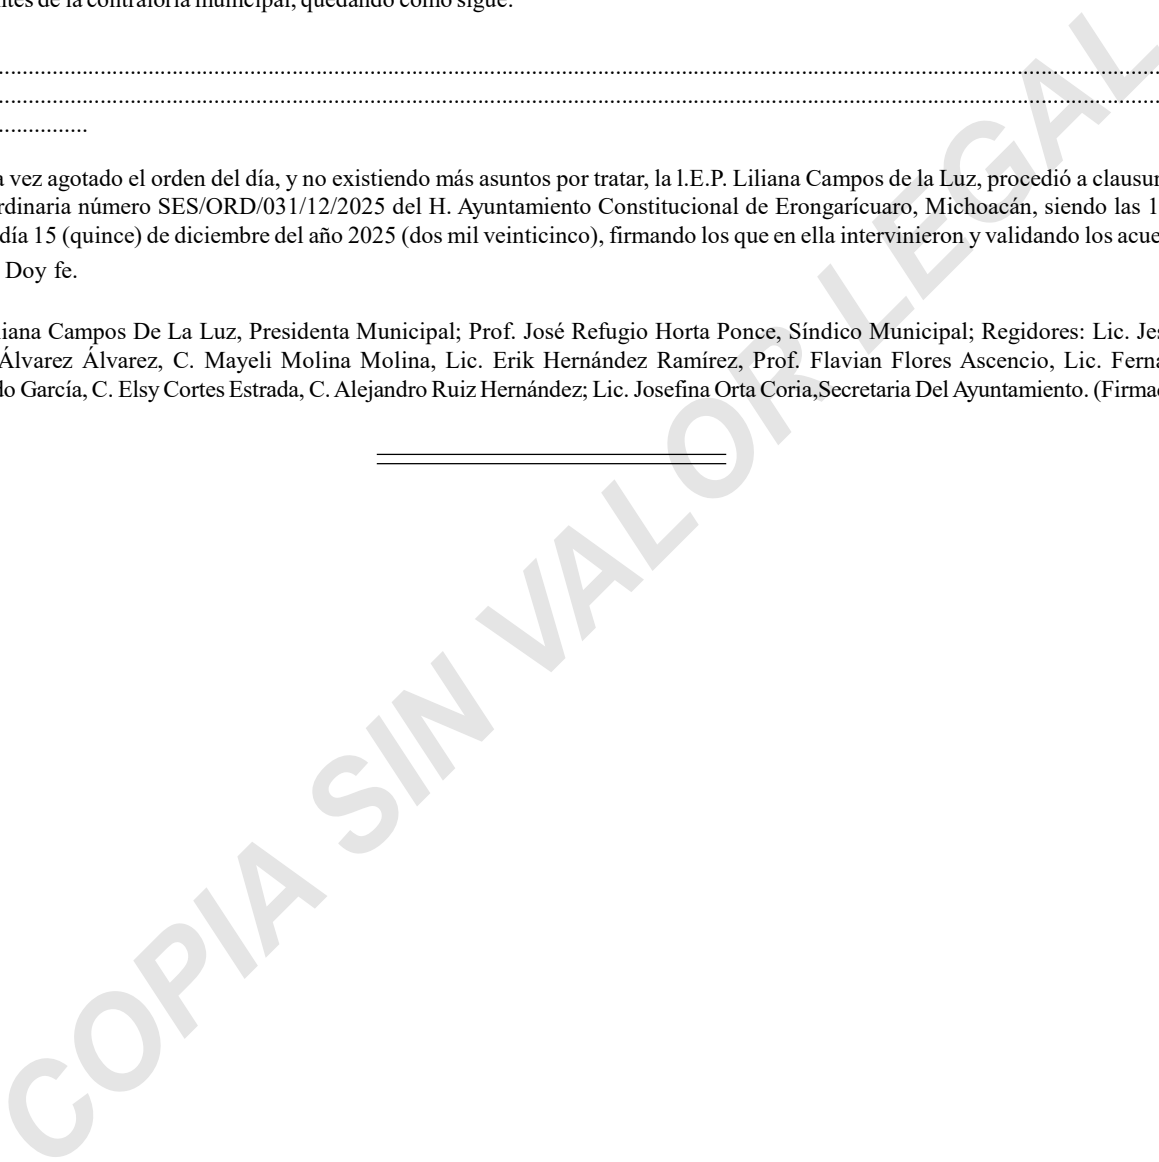 ntes de la contraloría municipal, quedando como sigue:
................................................................................................................................................................
................................................................................................................................................................
...............
a vez agotado el orden del día, y no existiendo más asuntos por tratar, la l.E.P. Liliana Campos de la Luz, procedió a clausur
rdinaria número SES/ORD/031/12/2025 del H. Ayuntamiento Constitucional de Erongarícuaro, Michoacán, siendo las 1
día 15 (quince) de diciembre del año 2025 (dos mil veinticinco), firmando los que en ella intervinieron y validando los acue
Doy fe.
liana Campos De La Luz, Presidenta Municipal; Prof. José Refugio Horta Ponce, Síndico Municipal; Regidores: Lic. Jes
Álvarez Álvarez, C. Mayeli Molina Molina, Lic. Erik Hernández Ramírez, Prof. Flavian Flores Ascencio, Lic. Ferna
do García, C. Elsy Cortes Estrada, C. Alejandro Ruiz Hernández; Lic. Josefina Orta Coria,Secretaria Del Ayuntamiento. (Firmad
COPIA SIN VALOR LEGAL